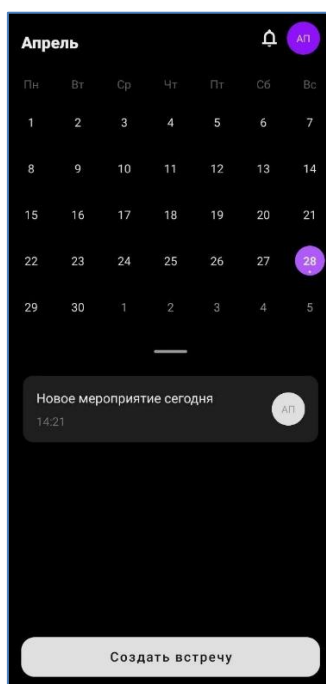 Апрель АП
Пн Вт Ср Чт Пт Сб Вс
1 2 3 4 5 6 7
8 9 10 11 12 13 14
15 16 17 18 19 20 21
22 23 24 25 26 27 28
29 30 1 2 3 4 5
Новое мероприятие сегодня
14:21 АП
Создать встречу